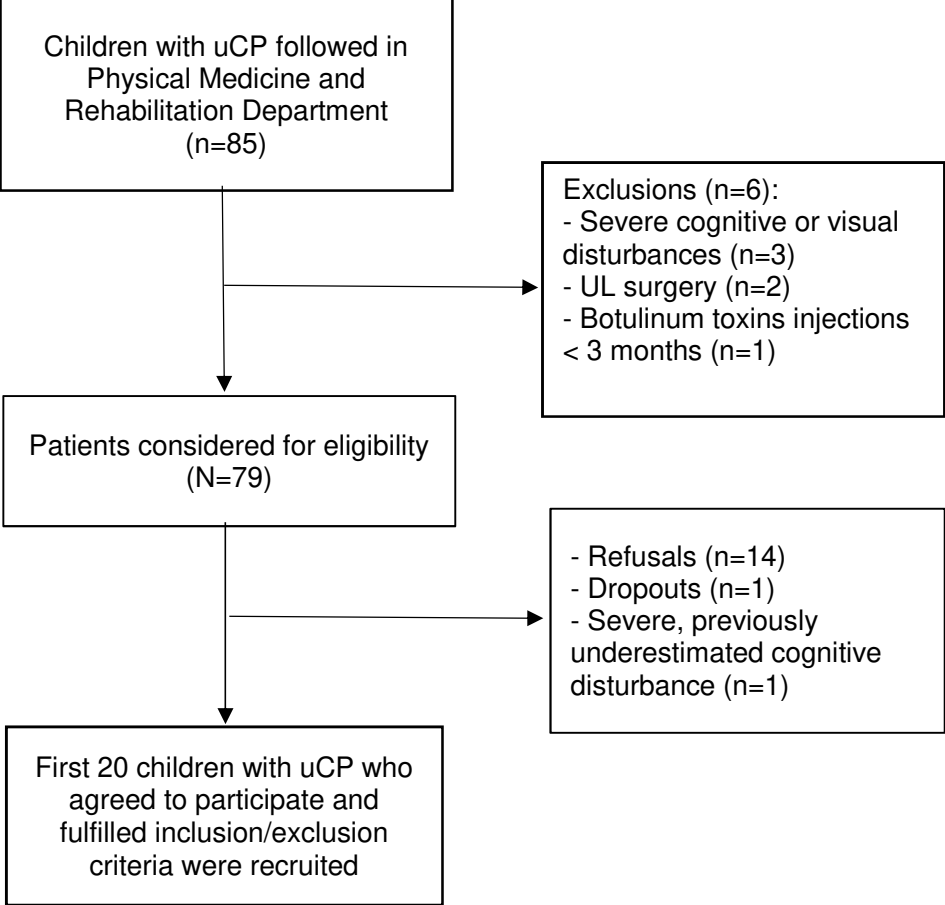 Children with uCP followed in
Physical Medicine and
Rehabilitation Department
(n=85)
Exclusions (n=6):
- Severe cognitive or visual
disturbances (n=3)
- UL surgery (n=2)
- Botulinum toxins injections
< 3 months (n=1)
Patients considered for eligibility
(N=79)
- Refusals (n=14)
- Dropouts (n=1)
- Severe, previously
underestimated cognitive
disturbance (n=1)
First 20 children with uCP who
agreed to participate and
fulfilled inclusion/exclusion
criteria were recruited